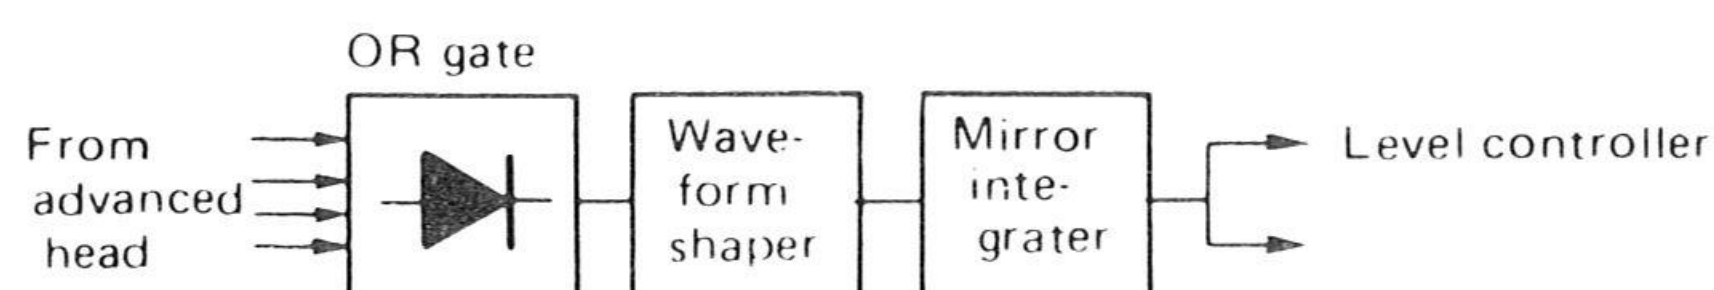 OR gate
From
advanced
head
Wave-
form
shaper
Mirror
inte-
grater
Level controller